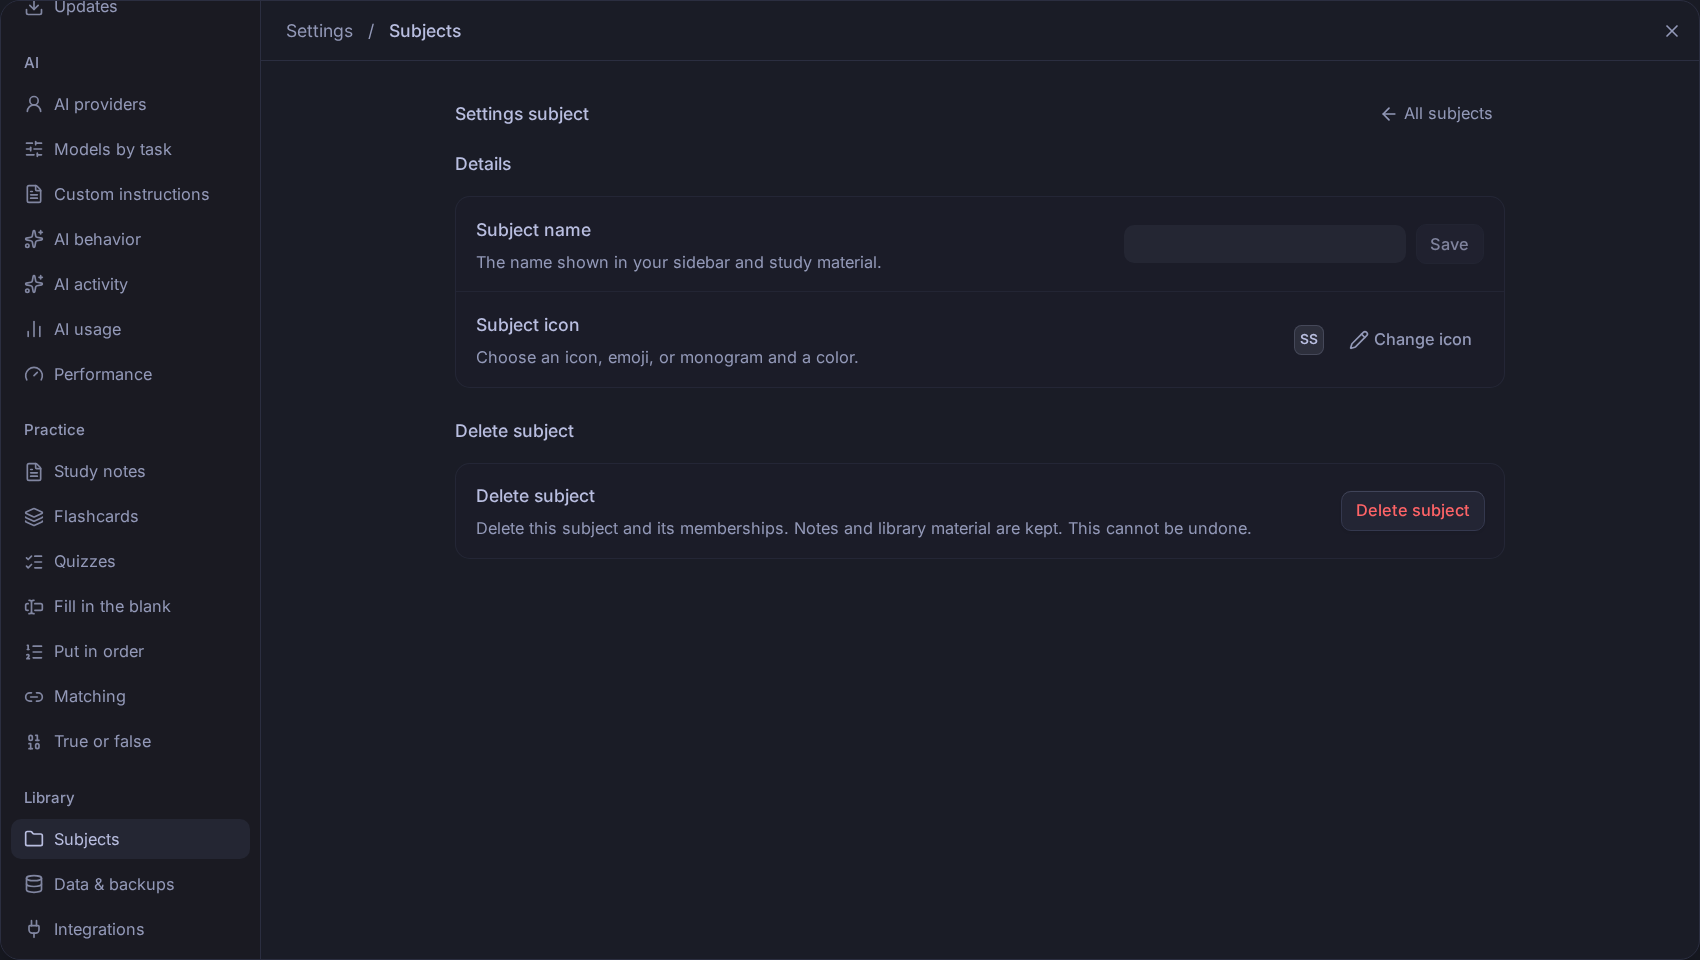 Updates
AI
AI providers
Models by task
Custom instructions
AI behavior
AI activity
AI usage
Performance
Practice
Study notes
Flashcards
Quizzes
Fill in the blank
Put in order
Matching
True or false
Library
Subjects
Data & backups
Integrations
Settings / Subjects
Settings subject
All subjects
Details
Subject name
The name shown in your sidebar and study material.
Save
Subject icon
Choose an icon, emoji, or monogram and a color.
SS
Change icon
Delete subject
Delete subject
Delete this subject and its memberships. Notes and library material are kept. This cannot be undone.
Delete subject